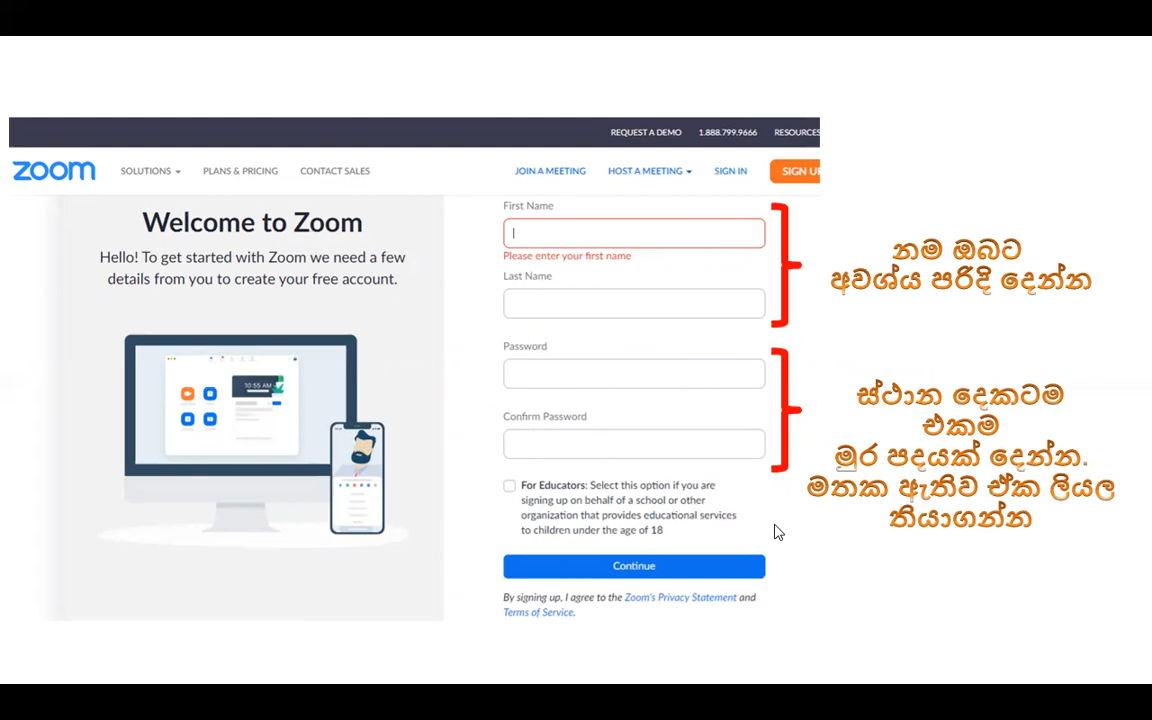 REQUEST A DEMO 1.888.799.9666 RESOURCES
zoom SOLUTIONS PLANS & PRICING CONTACT SALES JOIN A MEETING HOST A MEETING SIGN IN SIGN UP
Welcome to Zoom
Hello! To get started with Zoom we need a few
details from you to create your free account.
10:55 AM
First Name
Please enter your first name
Last Name
Password
Confirm Password
For Educators: Select this option if you are
signing up on behalf of a school or other
organization that provides educational services
to children under the age of 18
Continue
By signing up, I agree to the Zoom's Privacy Statement and
Terms of Service.
නම ඔබට
අවශ්ය පරිදි දෙන්න
ස්ථාන දෙකටම
එකම
මුර පදයක් දෙන්න.
මතක ඇතිව ඒක ලියල
තියාගන්න